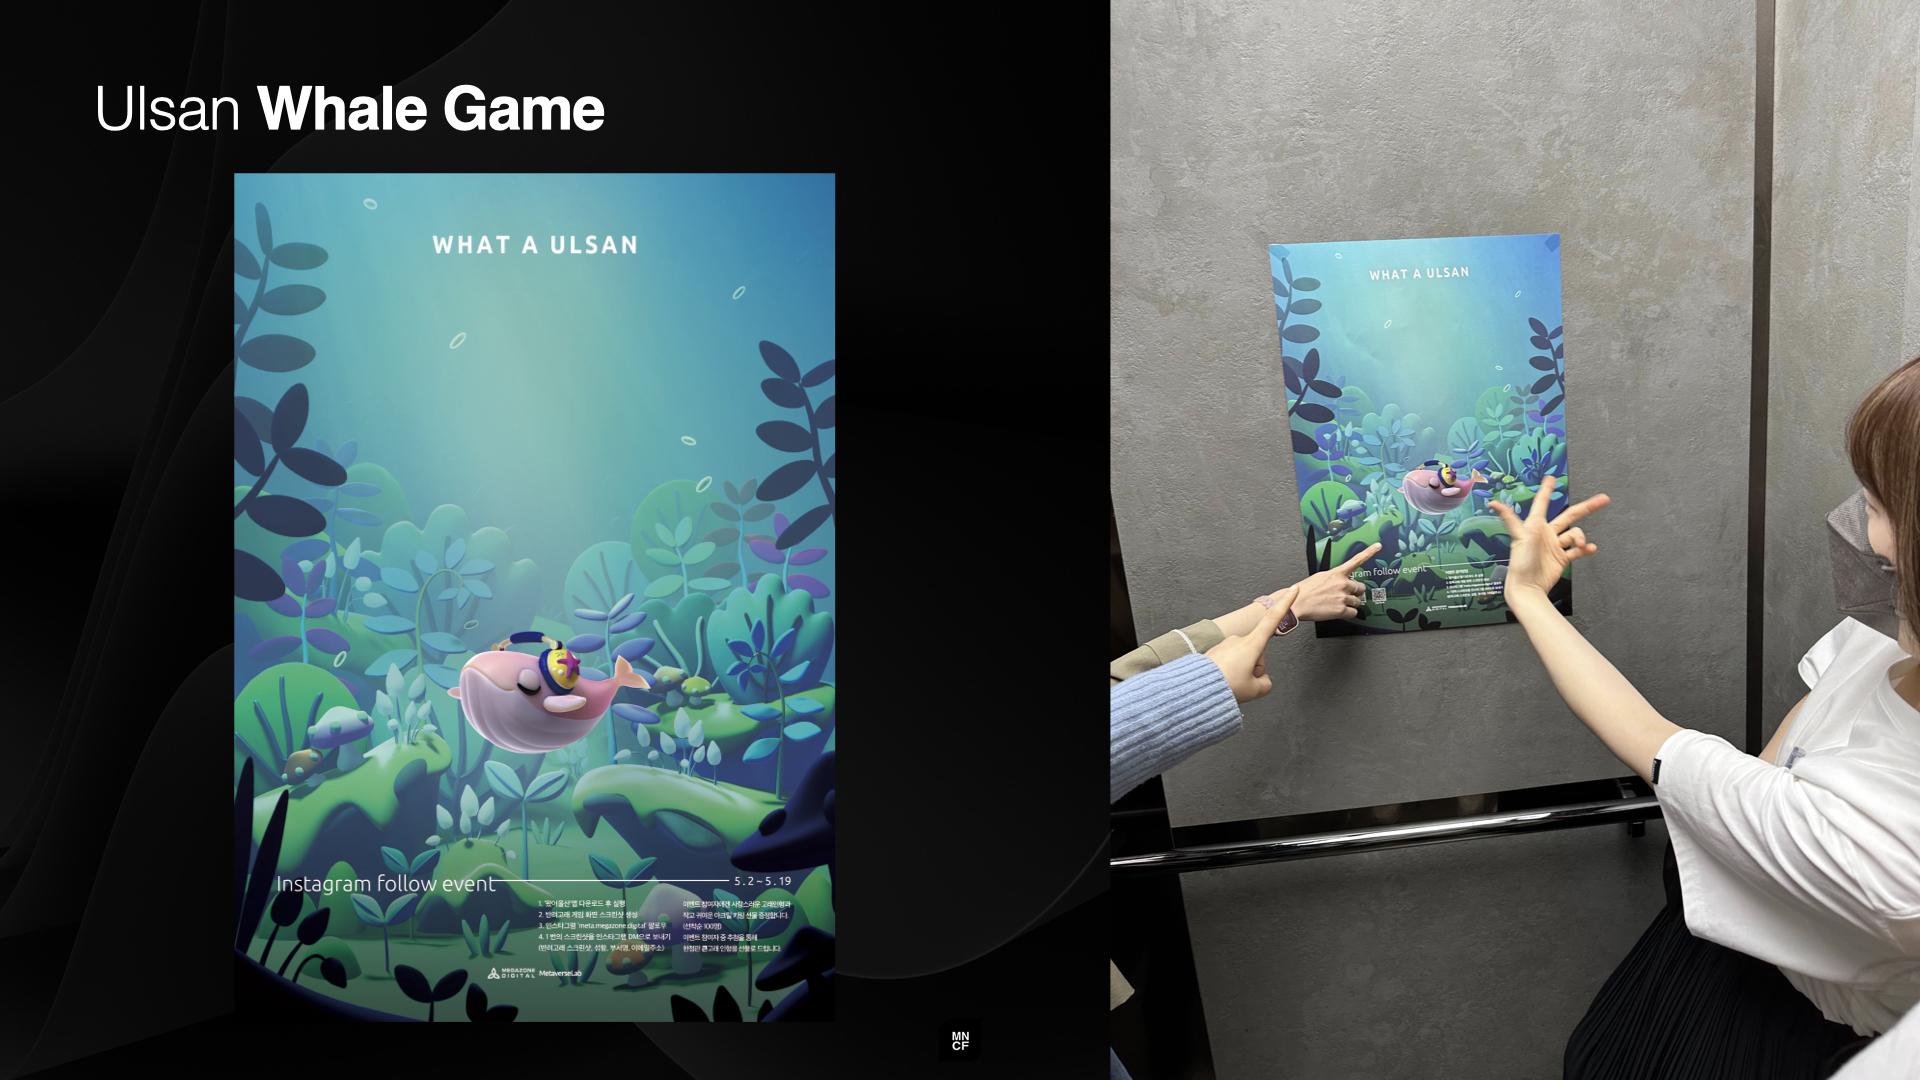 Ulsan Whale Game
WHAT A ULSAN
Instagram follow event
5.2~5.19
1. '왔어울산'앱 다운로드 후 실행
2. 반려고래 게임 화면 스크린샷 생성
3. 인스타그램 'meta.megazone.digital' 팔로우
4. 1번의 스크린샷을 인스타그램 DM으로 보내기
(반려고래 스크린샷, 성함, 부서명, 이메일주소)
이벤트 참여자에겐 사랑스러운 고래인형과
작고 귀여운 아크릴 키링 선물 증정합니다.
(선착순 100명)
이벤트 참여자 중 추첨을 통해
한정판 큰고래 인형을 선물로 드립니다.
MEGAZONE
DIGITAL
MetaverseLab
MN
CF
WHAT A ULSAN
gram follow event